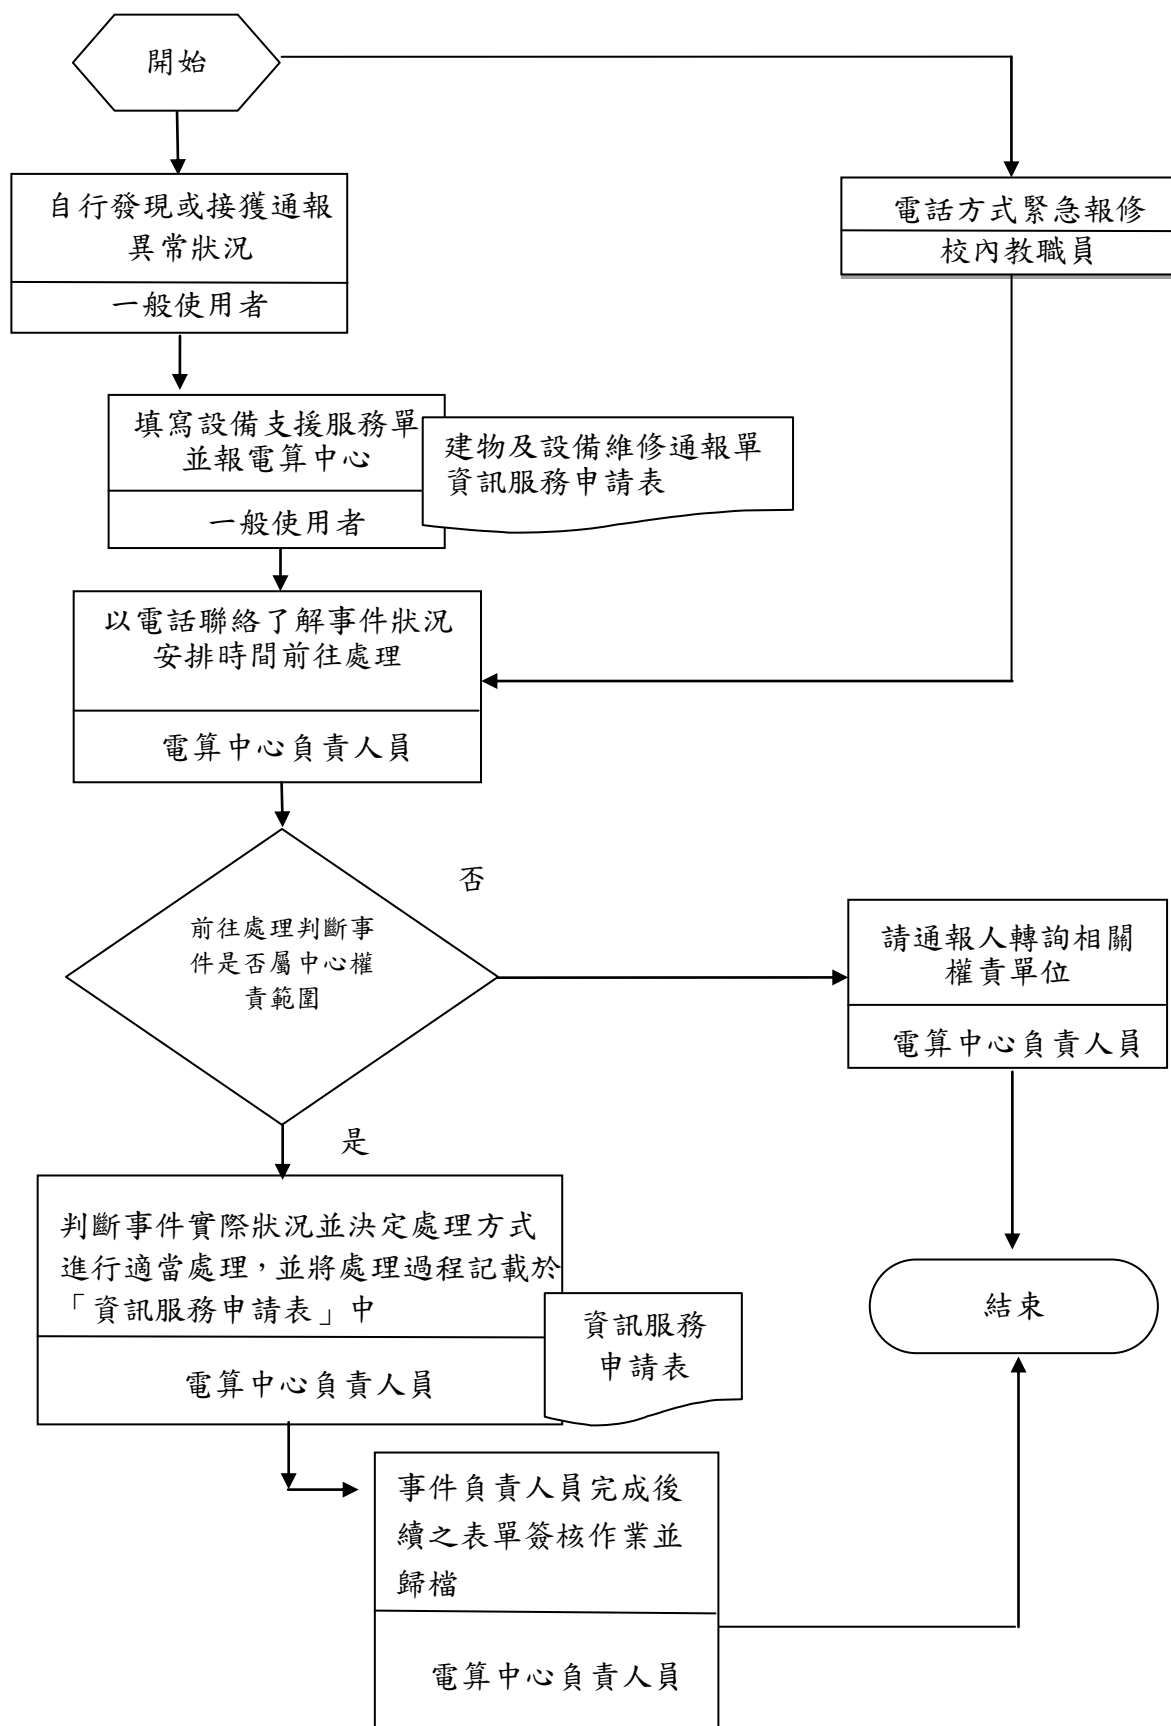 開始
自行發現或接獲通報
異常狀況
一般使用者
電話方式緊急報修
校內教職員
填寫設備支援服務單
並報電算中心
一般使用者
建物及設備維修通報單
資訊服務申請表
以電話聯絡了解事件狀況
安排時間前往處理
電算中心負責人員
否
前往處理判斷事
件是否屬中心權
責範圍
請通報人轉詢相關
權責單位
電算中心負責人員
是
判斷事件實際狀況並決定處理方式
進行適當處理，並將處理過程記載於
「資訊服務申請表」中
電算中心負責人員
資訊服務
申請表
結束
事件負責人員完成後
續之表單簽核作業並
歸檔
電算中心負責人員